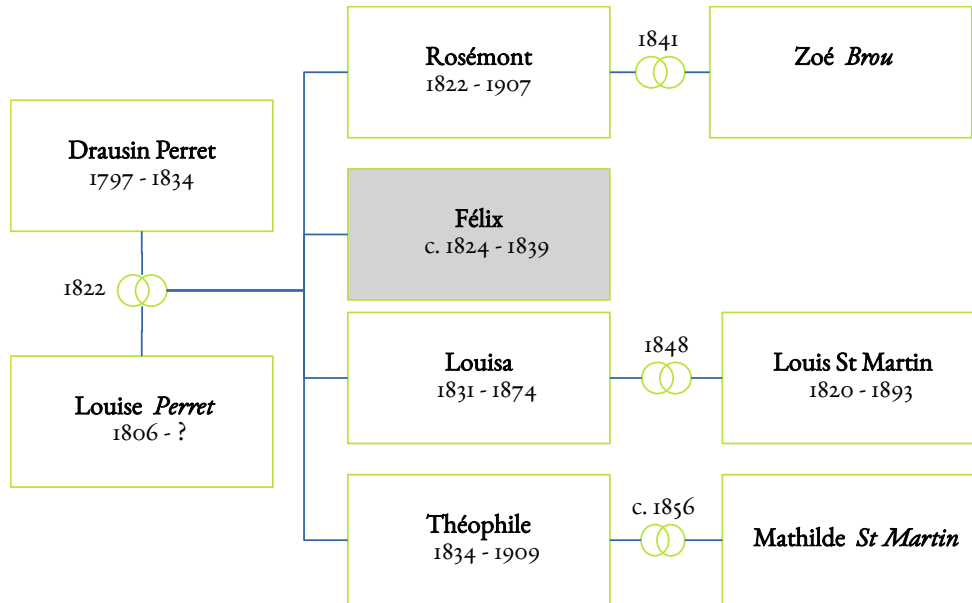 Drausin Perret
1797 - 1834
1822
Louise Perret
1806 - ?
Rosémont
1822 - 1907
1841
Zoé Brou
Félix
c. 1824 - 1839
Louisa
1831 - 1874
1848
Louis St Martin
1820 - 1893
Théophile
1834 - 1909
c. 1856
Mathilde St Martin